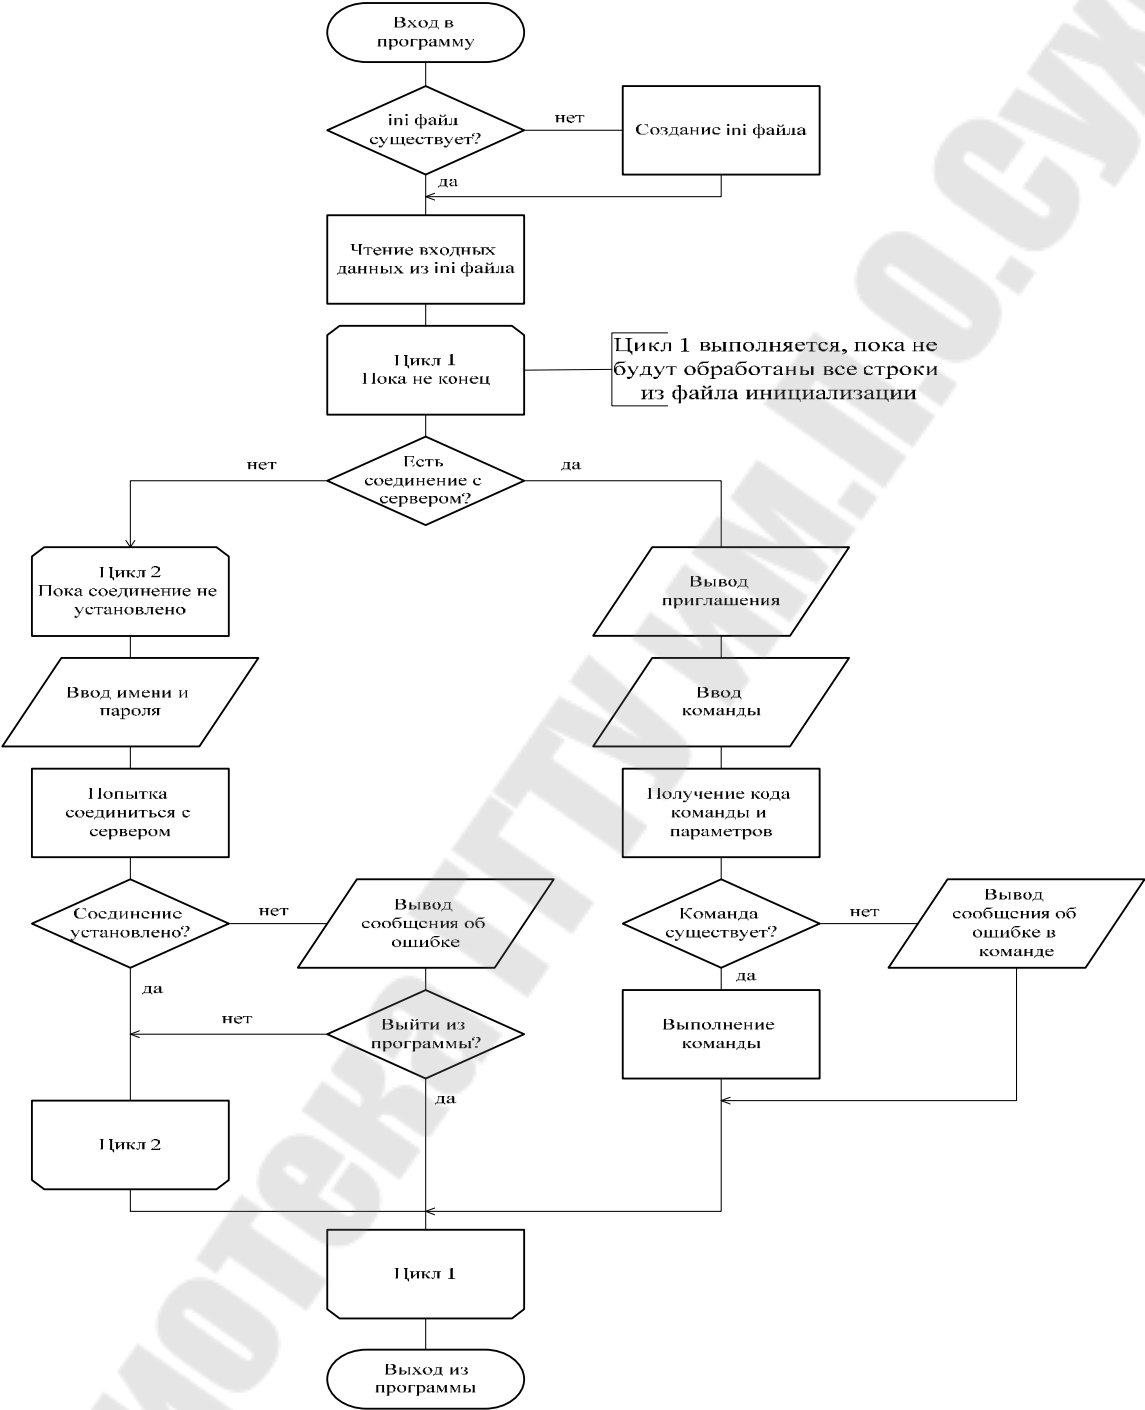 Вход в
программу
ini файл
существует?
нет
Создание ini файла
да
Чтение входных
данных из ini файла
Цикл 1
Пока не конец
Цикл 1 выполняется, пока не
будут обработаны все строки
из файла инициализации
Есть
соединение с
сервером?
нет
да
Цикл 2
Пока соединение не
установлено
Вывод
приглашения
Ввод имени и
пароля
Ввод
команды
Попытка
соединиться с
сервером
Получение кода
команды и
параметров
Соединение
установлено?
нет
Вывод
сообщения об
ошибке
Команда
существует?
нет
Вывод
сообщения об
ошибке в
команде
да
да
нет
Выйти из
программы?
Выполнение
команды
да
Цикл 2
Цикл 1
Выход из
программы
иотека ГГТУ им.П.О.Сух